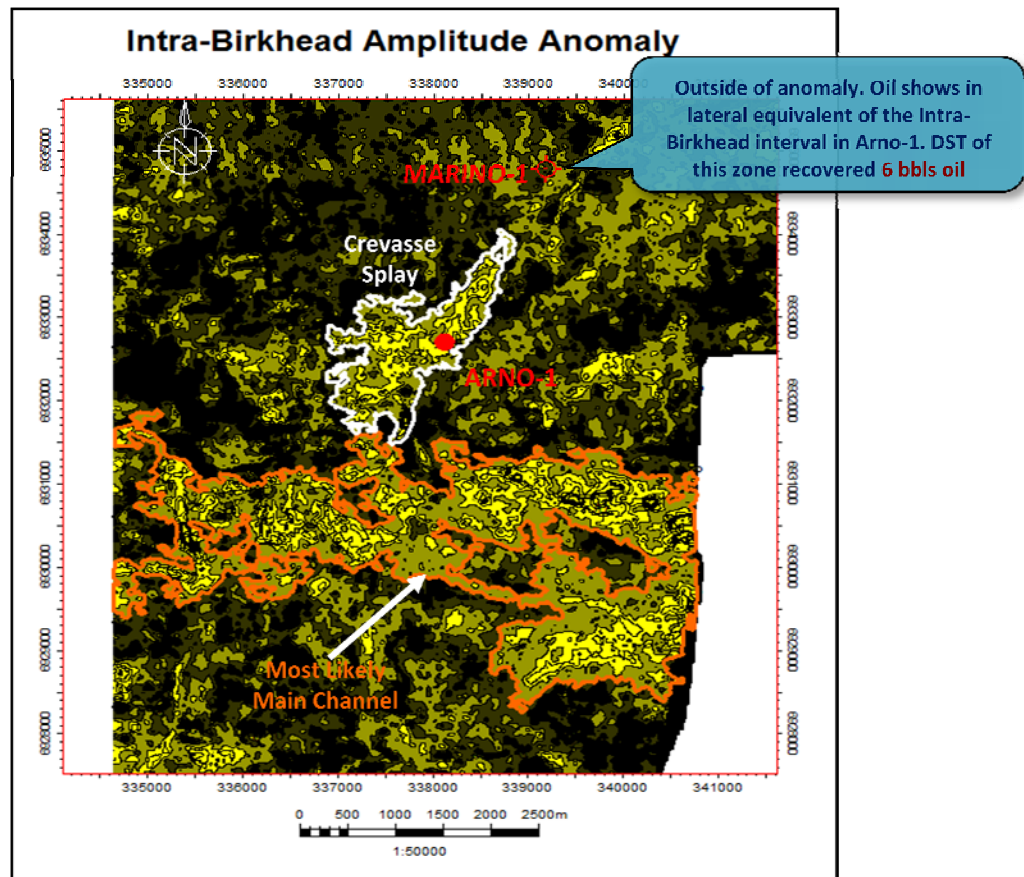 Intra-Birkhead Amplitude Anomaly
335000 336000 337000 338000 339000 340000
Outside of anomaly. Oil shows in
lateral equivalent of the Intra-
Birkhead interval in Arno-1. DST of
this zone recovered 6 bbls oil
N
MARINO-1
Crevasse
Splay
ARNO-1
Most Likely
Main Channel
335000 336000 337000 338000 339000 340000 341000
0 500 1000 1500 2000 2500m
1:50000